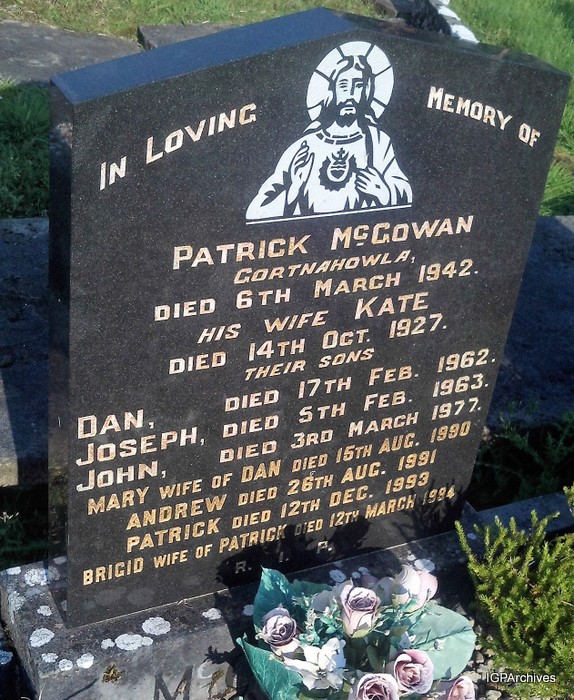 IN LOVING MEMORY OF
PATRICK McGOWAN
GORTNAHOWLA,
DIED 6TH MARCH 1942.
HIS WIFE KATE
DIED 14TH OCT. 1927.
THEIR SONS
DAN, DIED 17TH FEB. 1962.
JOSEPH, DIED 5TH FEB. 1963.
JOHN, DIED 3RD MARCH 1977.
MARY WIFE OF DAN DIED 15TH AUG. 1990
ANDREW DIED 26TH AUG. 1991
PATRICK DIED 12TH DEC. 1993
BRIGID WIFE OF PATRICK DIED 12TH MARCH 1994
R. I. P.
IGPArchives